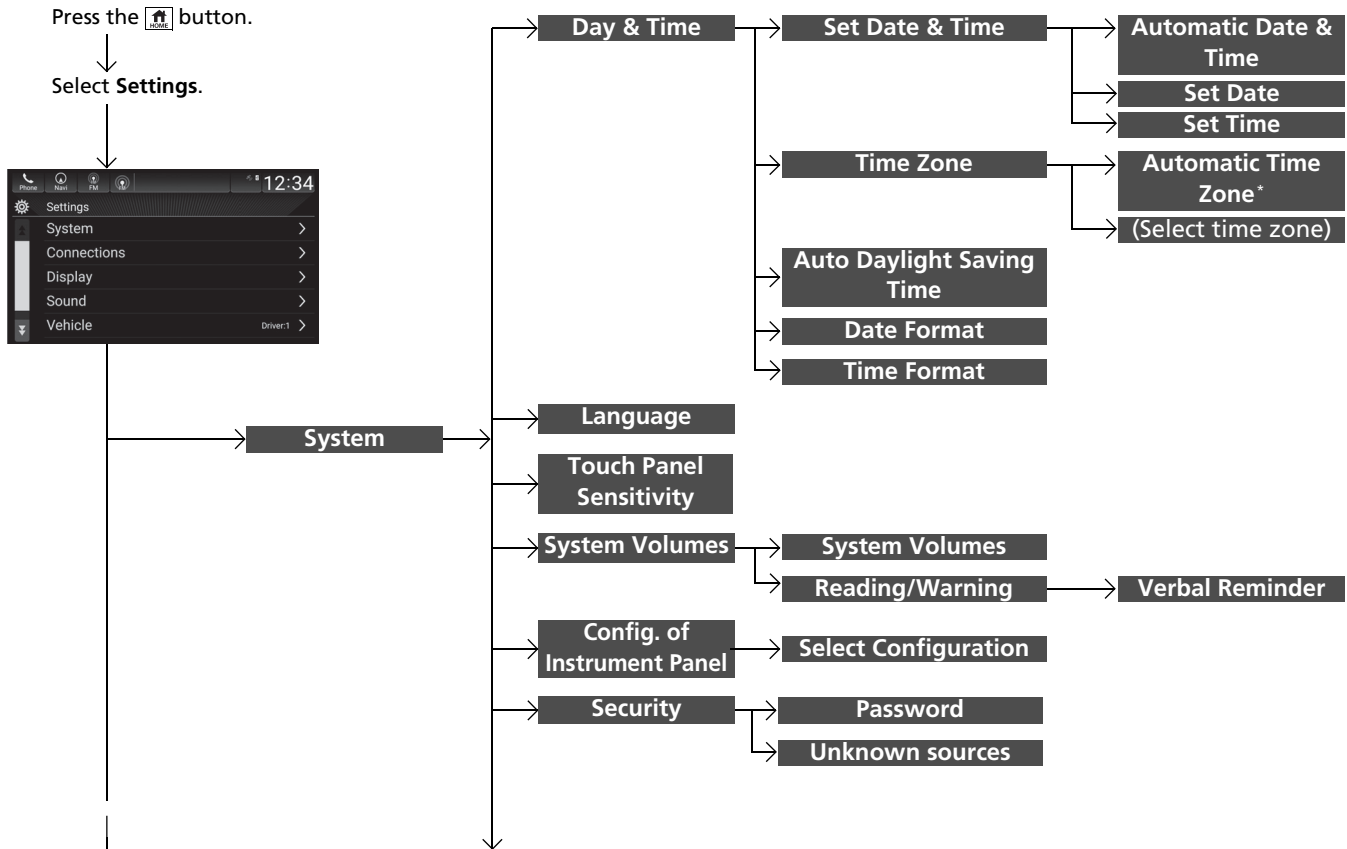 Press the HOME button.
Select Settings.
Phone
Navi
FM
12:34
Settings
System
Connections
Display
Sound
Vehicle
Driver:1
System
Day & Time
Set Date & Time
Automatic Date &
Time
Set Date
Set Time
Time Zone
Automatic Time
Zone*
(Select time zone)
Auto Daylight Saving
Time
Date Format
Time Format
Language
Touch Panel
Sensitivity
System Volumes
System Volumes
Reading/Warning
Verbal Reminder
Config. of
Instrument Panel
Select Configuration
Security
Password
Unknown sources